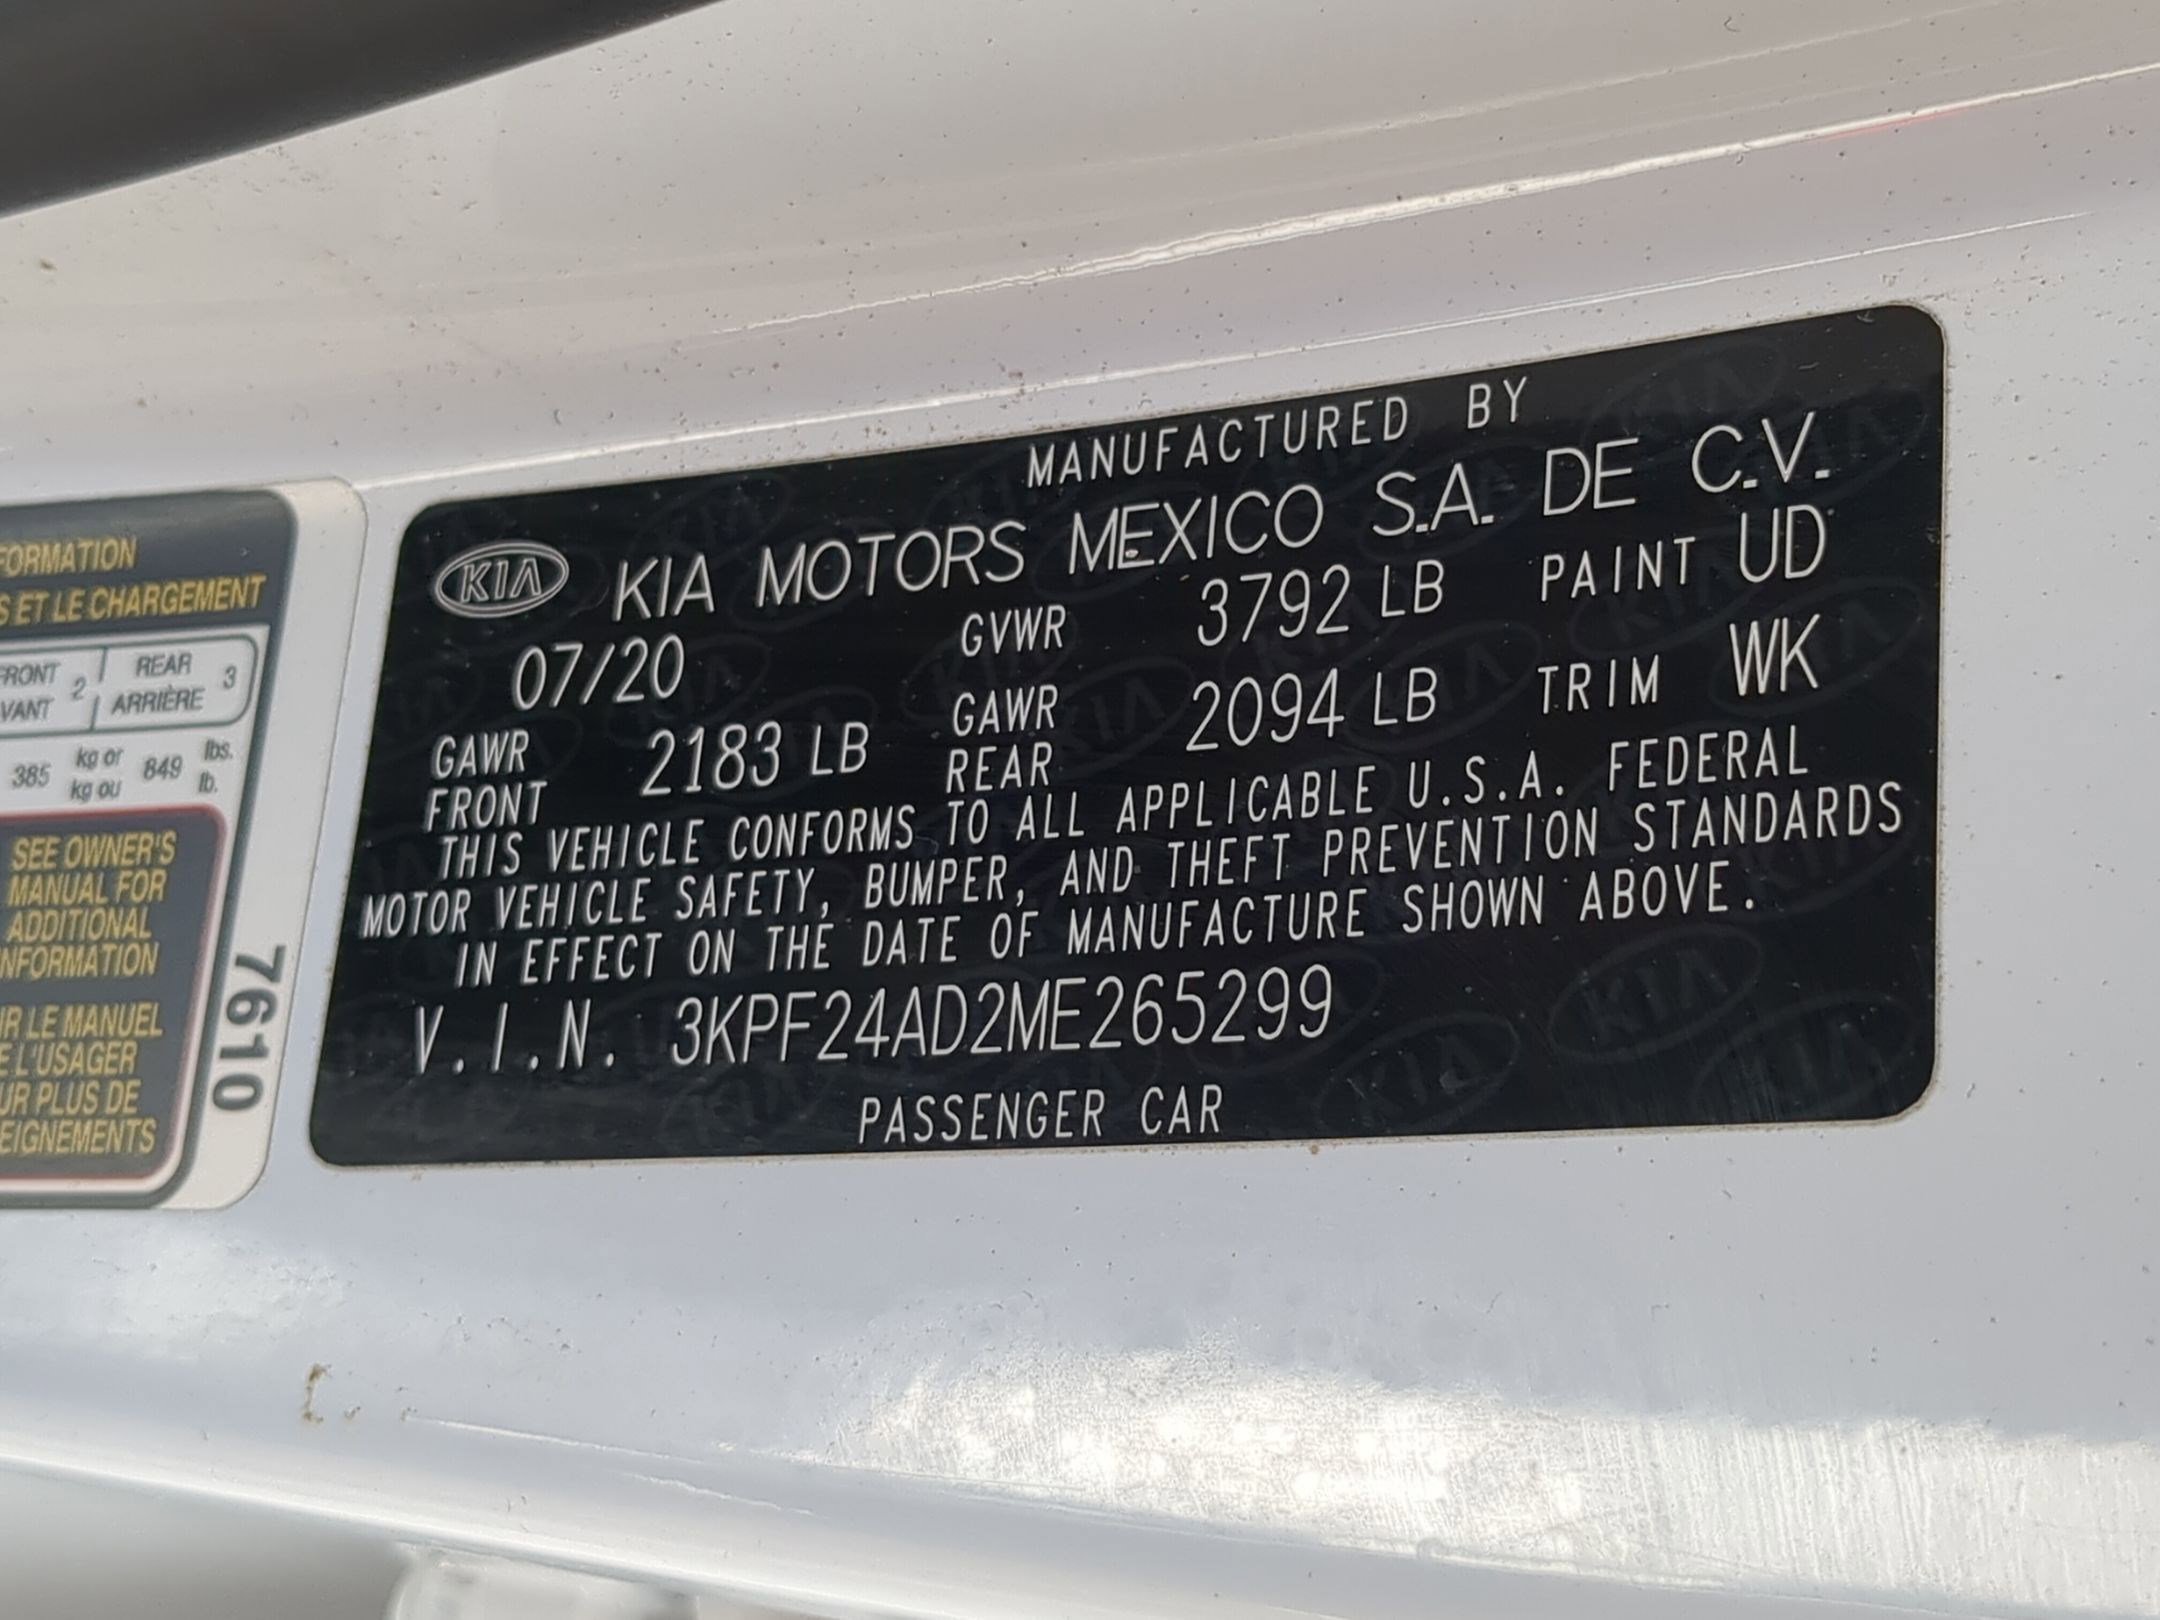 FORMATION
S ET LE CHARGEMENT
FRONT 2 REAR 3
VANT ARRIÈRE
385 kg or 849 lbs.
kg ou lb.
SEE OWNER'S
MANUAL FOR
ADDITIONAL
INFORMATION
IR LE MANUEL
E L'USAGER
UR PLUS DE
EIGNEMENTS
7610
MANUFACTURED BY
KIA KIA MOTORS MEXICO S.A. DE C.V.
07/20 GVWR 3792 LB PAINT UD
GAWR FRONT 2183 LB GAWR REAR 2094 LB TRIM WK
THIS VEHICLE CONFORMS TO ALL APPLICABLE U.S.A. FEDERAL
MOTOR VEHICLE SAFETY, BUMPER, AND THEFT PREVENTION STANDARDS
IN EFFECT ON THE DATE OF MANUFACTURE SHOWN ABOVE.
V.I.N. 3KPF24AD2ME265299
PASSENGER CAR